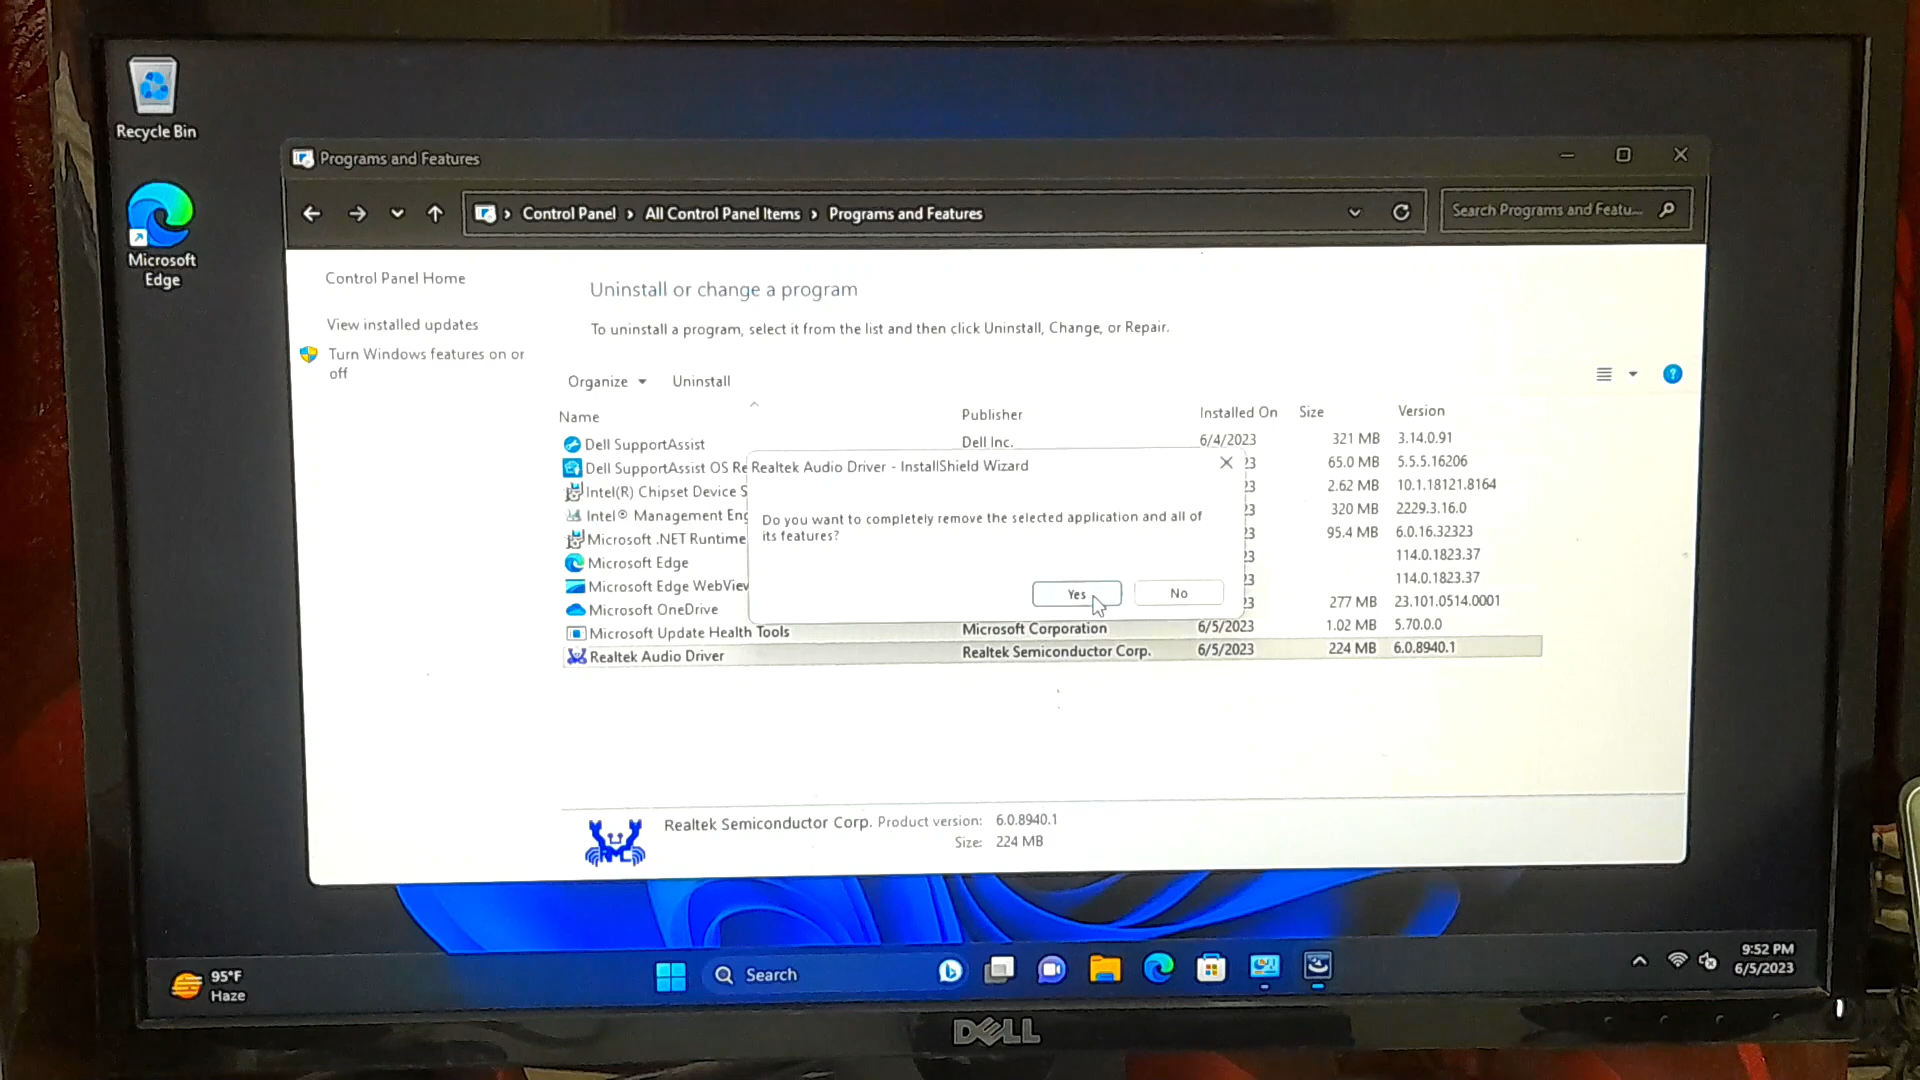 Recycle Bin
Microsoft
Edge
Programs and Features
Control Panel › All Control Panel Items › Programs and Features
Search Programs and Featu...
Control Panel Home
View installed updates
Turn Windows features on or
off
Uninstall or change a program
To uninstall a program, select it from the list and then click Uninstall, Change, or Repair.
Organize Uninstall
Name Publisher Installed On Size Version
Dell SupportAssist Dell Inc. 6/4/2023 321 MB 3.14.0.91
Dell SupportAssist OS Re 23 65.0 MB 5.5.5.16206
Intel(R) Chipset Device S 23 2.62 MB 10.1.18121.8164
Intel® Management Eng 23 320 MB 2229.3.16.0
Microsoft .NET Runtime 23 95.4 MB 6.0.16.32323
Microsoft Edge 23 114.0.1823.37
Microsoft Edge WebView 23 114.0.1823.37
Microsoft OneDrive 23 277 MB 23.101.0514.0001
Microsoft Update Health Tools Microsoft Corporation 6/5/2023 1.02 MB 5.70.0.0
Realtek Audio Driver Realtek Semiconductor Corp. 6/5/2023 224 MB 6.0.8940.1
Realtek Audio Driver - InstallShield Wizard
Do you want to completely remove the selected application and all of
its features?
Yes No
RMC
Realtek Semiconductor Corp. Product version: 6.0.8940.1
Size: 224 MB
95°F
Haze
Search
9:52 PM
6/5/2023
DELL